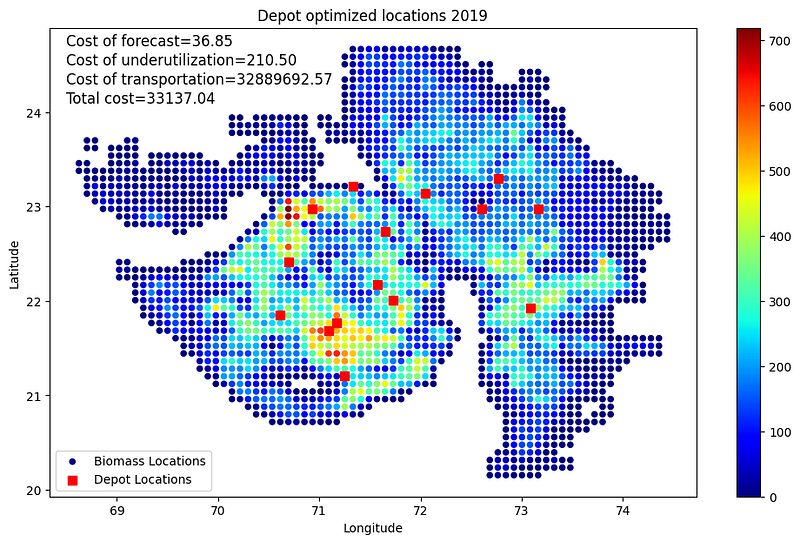 Depot optimized locations 2019
Cost of forecast=36.85
Cost of underutilization=210.50
Cost of transportation=32889692.57
Total cost=33137.04
Latitude
24
23
22
21
20
Biomass Locations
Depot Locations
69 70 71 72 73 74
Longitude
700
600
500
400
300
200
100
0